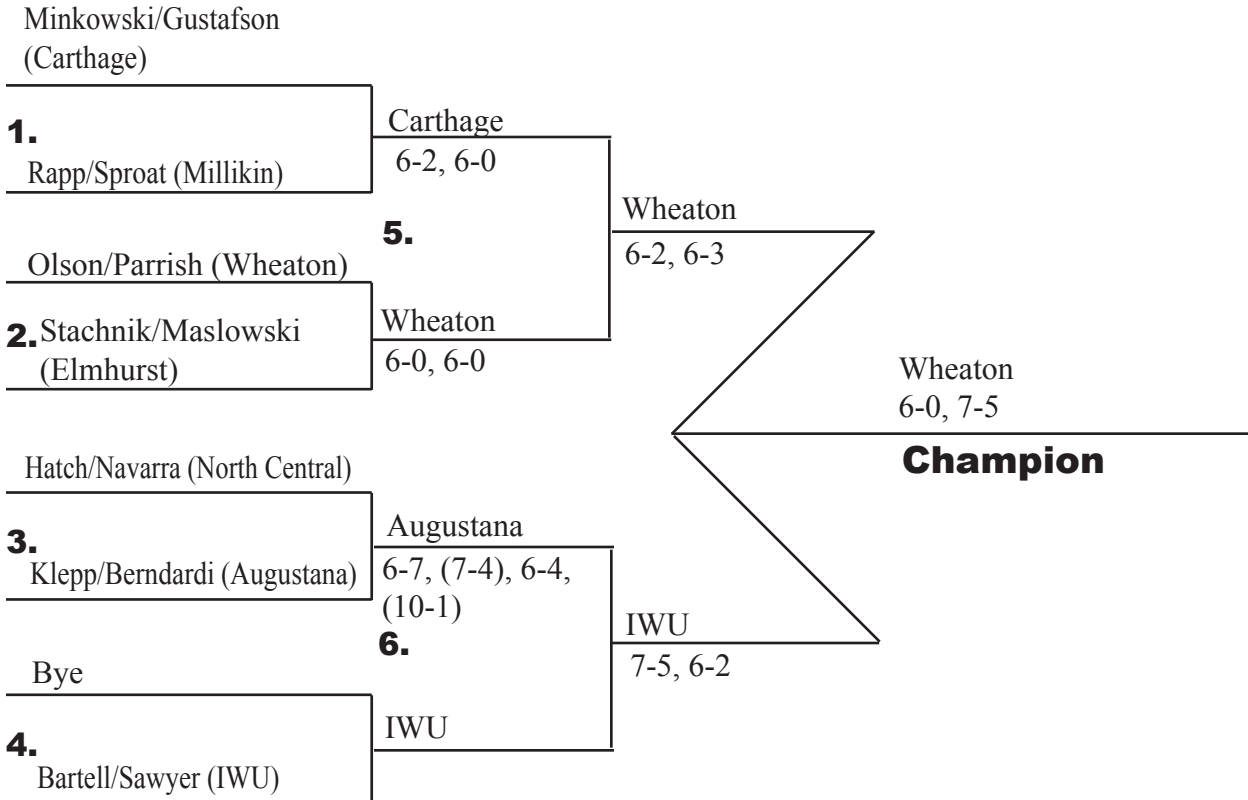 Minkowski/Gustafson
(Carthage)
1.
Rapp/Sproat (Millikin)
Carthage
6-2, 6-0
5.
Olson/Parrish (Wheaton)
2. Stachnik/Maslowski
(Elmhurst)
Wheaton
6-0, 6-0
Wheaton
6-2, 6-3
Hatch/Navarra (North Central)
3.
Klepp/Berndardi (Augustana)
Augustana
6-7, (7-4), 6-4,
(10-1)
6.
Bye
4.
Bartell/Sawyer (IWU)
IWU
IWU
7-5, 6-2
Wheaton
6-0, 7-5
Champion